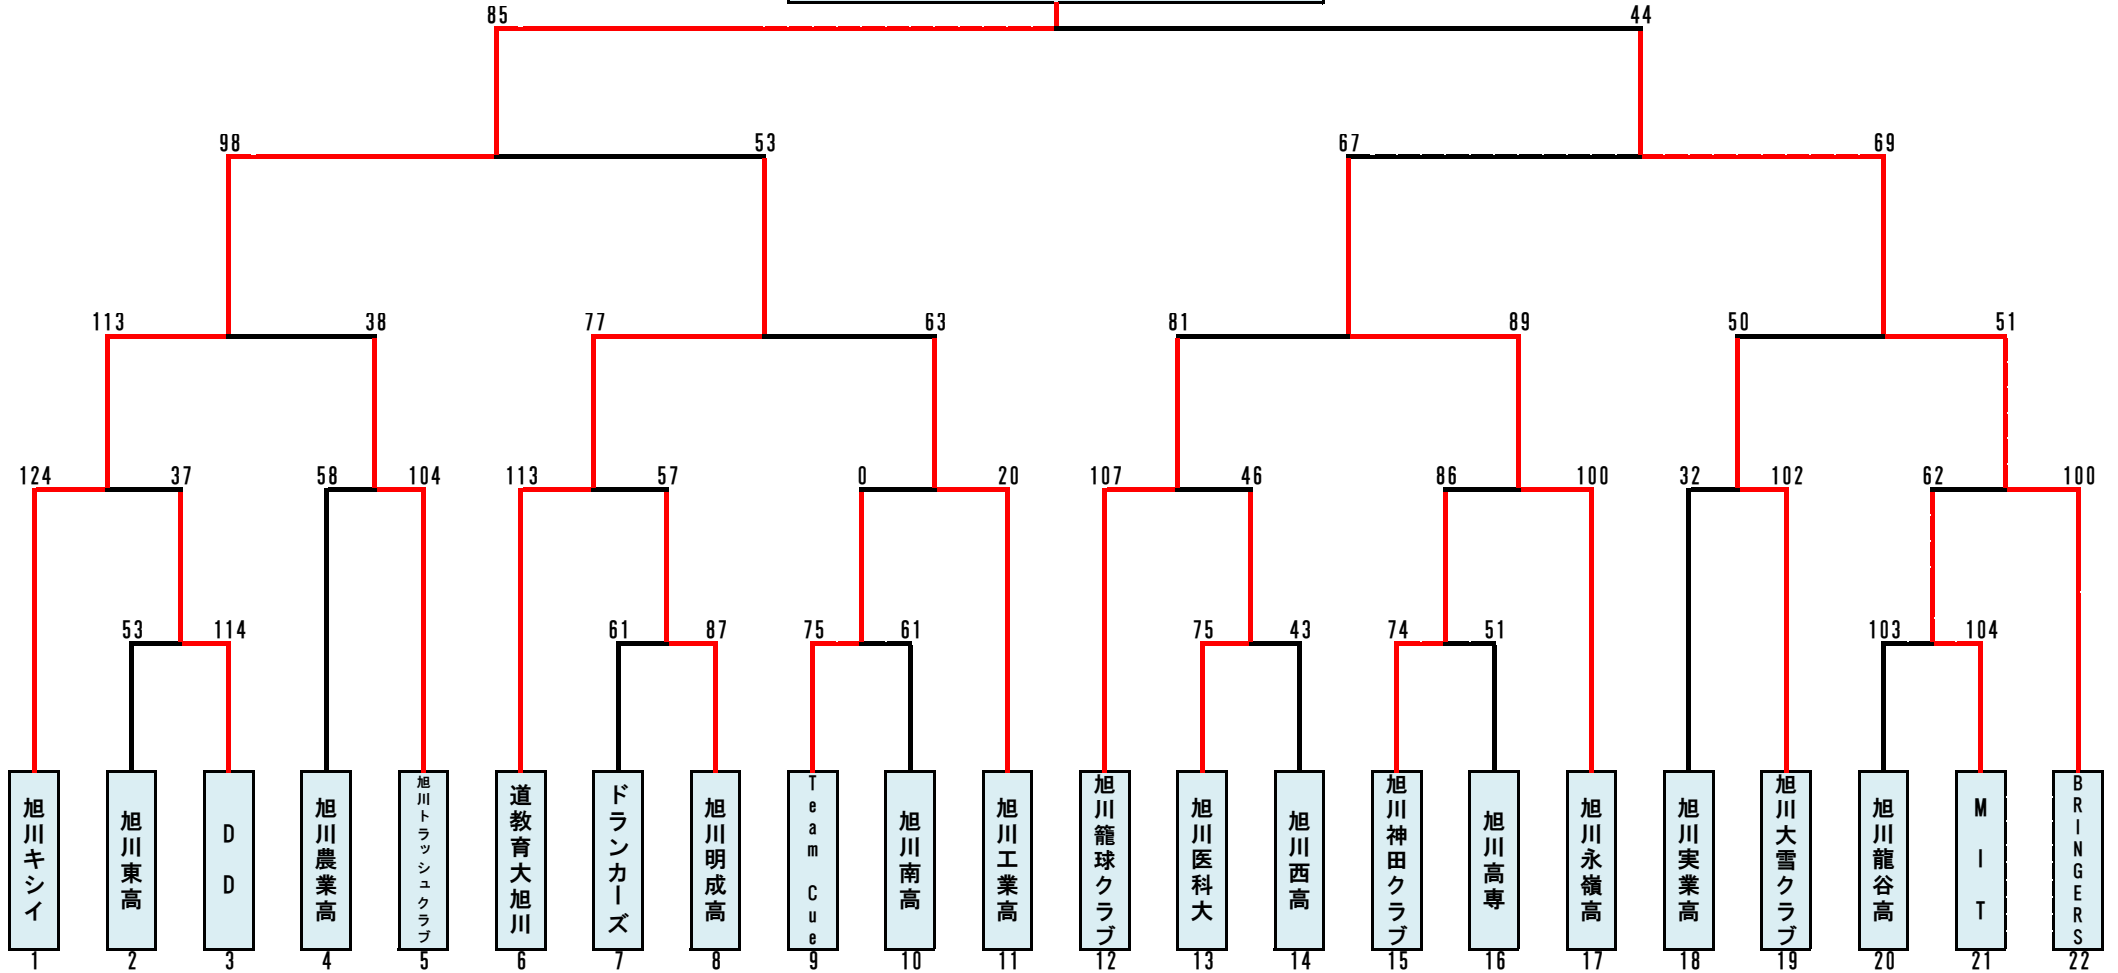 85 44
98 53 67 69
113 38 77 63 81 89 50 51
124 37 58 104 113 57 0 20 107 46 86 100 32 102 62 100
53 114 61 87 75 61 75 43 74 51 103 104
旭川キシイ
旭川東高
DD
旭川農業高
旭川トラッシュクラブ
道教育大旭川
ドランカーズ
旭川明成高
Team Cue
旭川南高
旭川工業高
旭川籠球クラブ
旭川医科大
旭川西高
旭川神田クラブ
旭川高専
旭川永嶺高
旭川実業高
旭川大雪クラブ
旭川龍谷高
MIT
BRINGERS
1 2 3 4 5 6 7 8 9 10 11 12 13 14 15 16 17 18 19 20 21 22